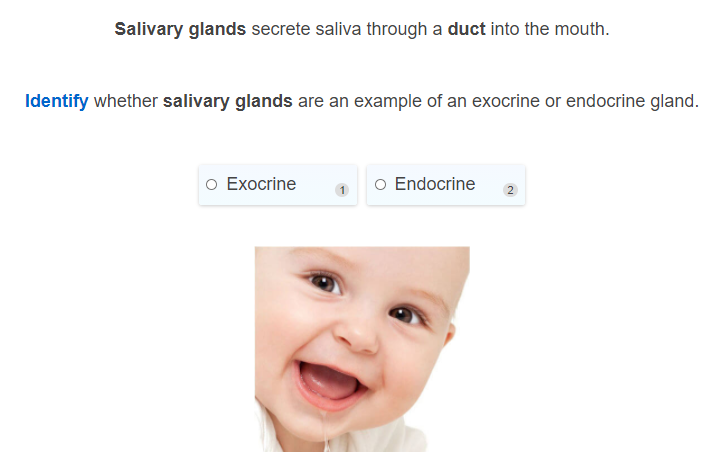 Salivary glands secrete saliva through a duct into the mouth.
Identify whether salivary glands are an example of an exocrine or endocrine gland.
Exocrine 1 Endocrine 2